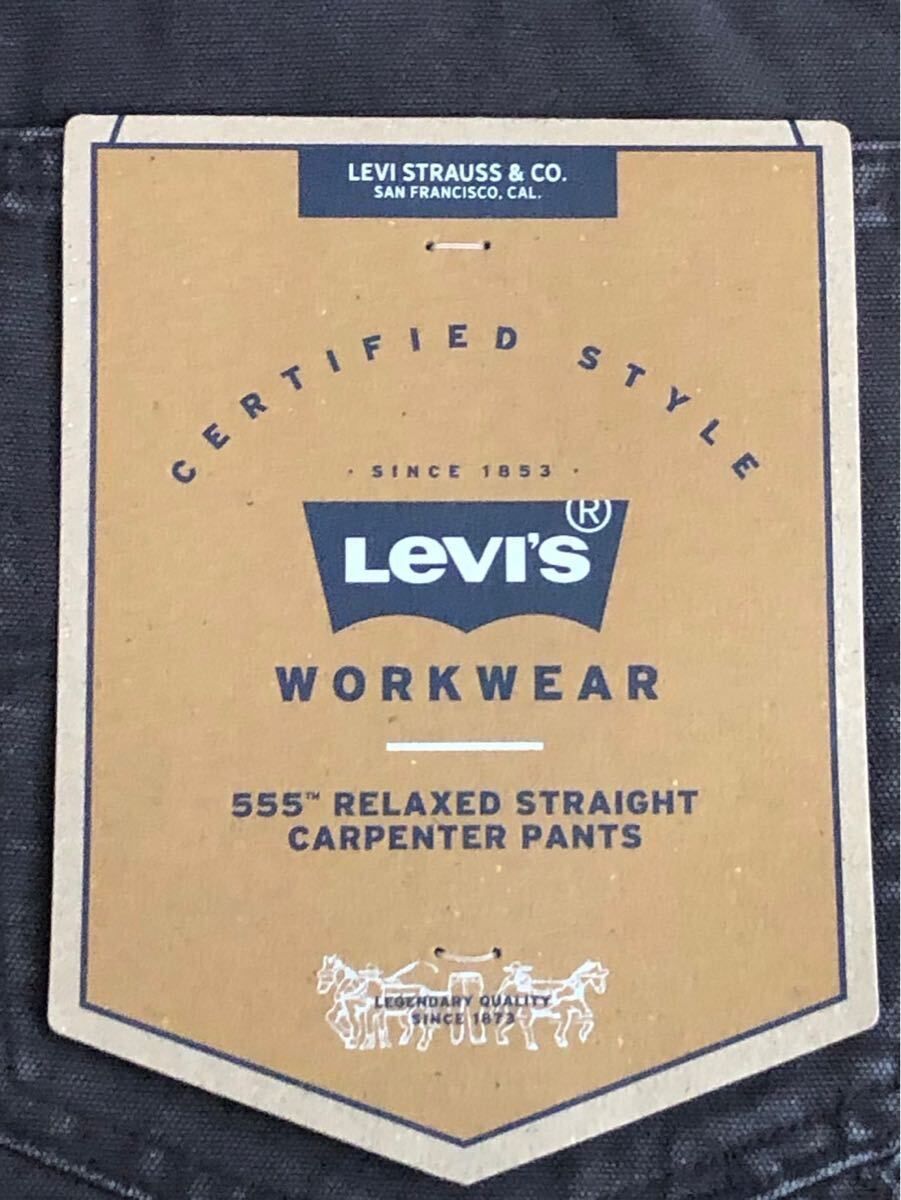 LEVI STRAUSS & CO.
SAN FRANCISCO, CAL.
CERTIFIED STYLE
· SINCE 1853 ·
LEVI'S®
WORKWEAR
555™ RELAXED STRAIGHT
CARPENTER PANTS
LEGENDARY QUALITY
SINCE 1873